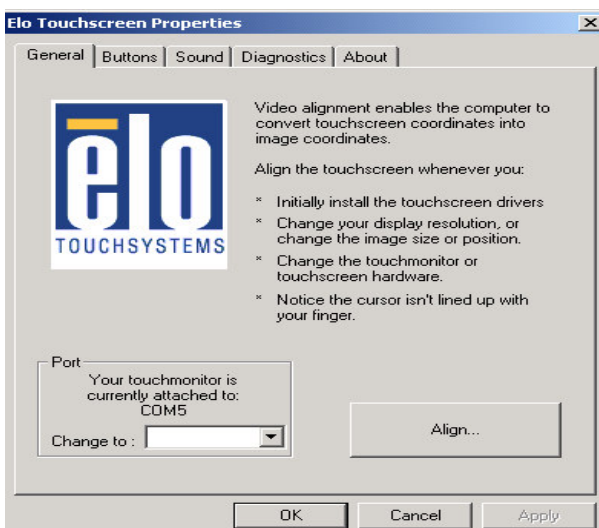 Elo Touchscreen Properties
General
Buttons
Sound
Diagnostics
About
élo
TOUCHSYSTEMS
Video alignment enables the computer to
convert touchscreen coordinates into
image coordinates.
Align the touchscreen whenever you:
* Initially install the touchscreen drivers
* Change your display resolution, or
change the image size or position.
* Change the touchmonitor or
touchscreen hardware.
* Notice the cursor isn't lined up with
your finger.
Port
Your touchmonitor is
currently attached to:
COM5
Change to :
Align...
OK
Cancel
Apply